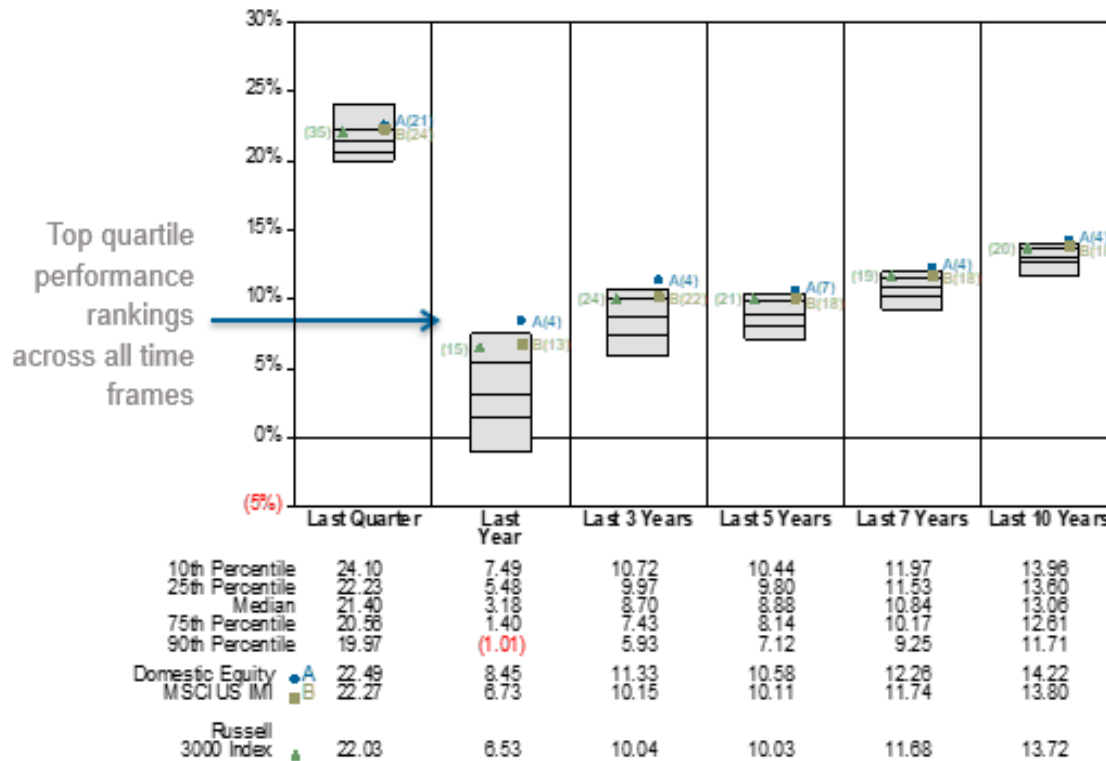 30%
25%
20%
15%
10%
5%
0%
(5%)
Top quartile
performance
rankings
across all time
frames
(35)
A(21)
B(24)
(15)
A(4)
B(13)
(24)
A(4)
B(22)
(21)
A(7)
B(18)
(19)
A(4)
B(18)
(20)
A(4)
Last Quarter Last Year Last 3 Years Last 5 Years Last 7 Years Last 10 Years
10th Percentile 24.10 7.49 10.72 10.44 11.97 13.96
25th Percentile 22.23 5.48 9.97 9.80 11.53 13.60
Median 21.40 3.18 8.70 8.88 10.84 13.06
75th Percentile 20.56 1.40 7.43 8.14 10.17 12.61
90th Percentile 19.97 (1.01) 5.93 7.12 9.25 11.71
Domestic Equity A 22.49 8.45 11.33 10.58 12.26 14.22
MSCI US IMI B 22.27 6.73 10.15 10.11 11.74 13.80
Russell
3000 Index 22.03 6.53 10.04 10.03 11.68 13.72